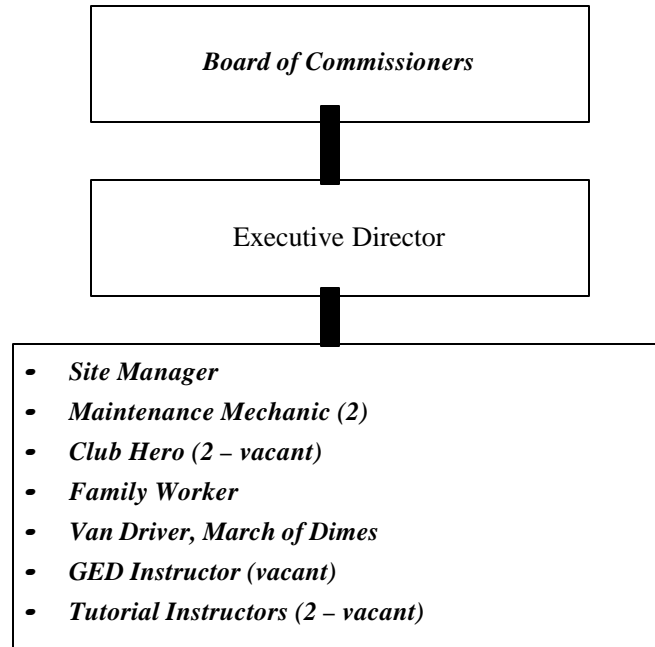 Board of Commissioners
Executive Director
• Site Manager
• Maintenance Mechanic (2)
• Club Hero (2 – vacant)
• Family Worker
• Van Driver, March of Dimes
• GED Instructor (vacant)
• Tutorial Instructors (2 – vacant)